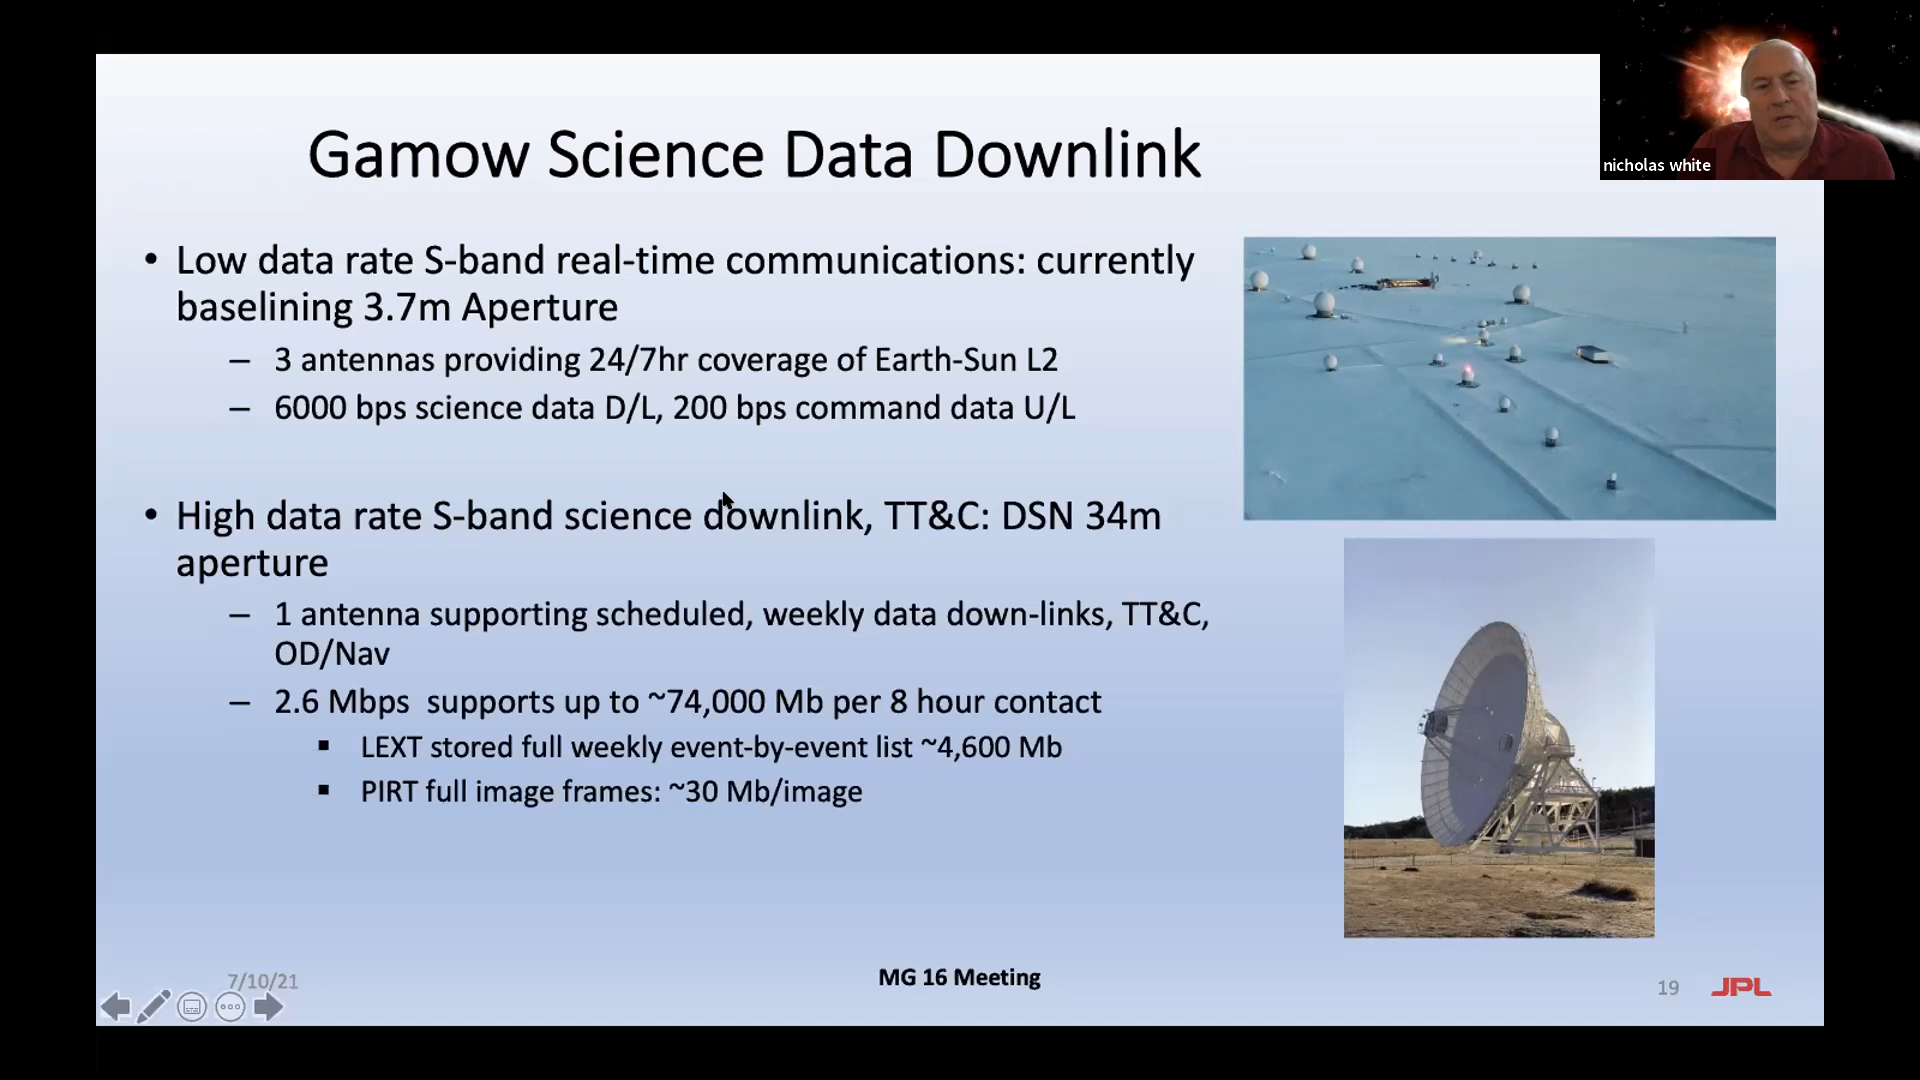 nicholas white
Gamow Science Data Downlink
• Low data rate S-band real-time communications: currently
baselining 3.7m Aperture
– 3 antennas providing 24/7hr coverage of Earth-Sun L2
– 6000 bps science data D/L, 200 bps command data U/L
• High data rate S-band science downlink, TT&C: DSN 34m
aperture
– 1 antenna supporting scheduled, weekly data down-links, TT&C,
OD/Nav
– 2.6 Mbps  supports up to ~74,000 Mb per 8 hour contact
▪ LEXT stored full weekly event-by-event list ~4,600 Mb
▪ PIRT full image frames: ~30 Mb/image
7/10/21
MG 16 Meeting
19
JPL